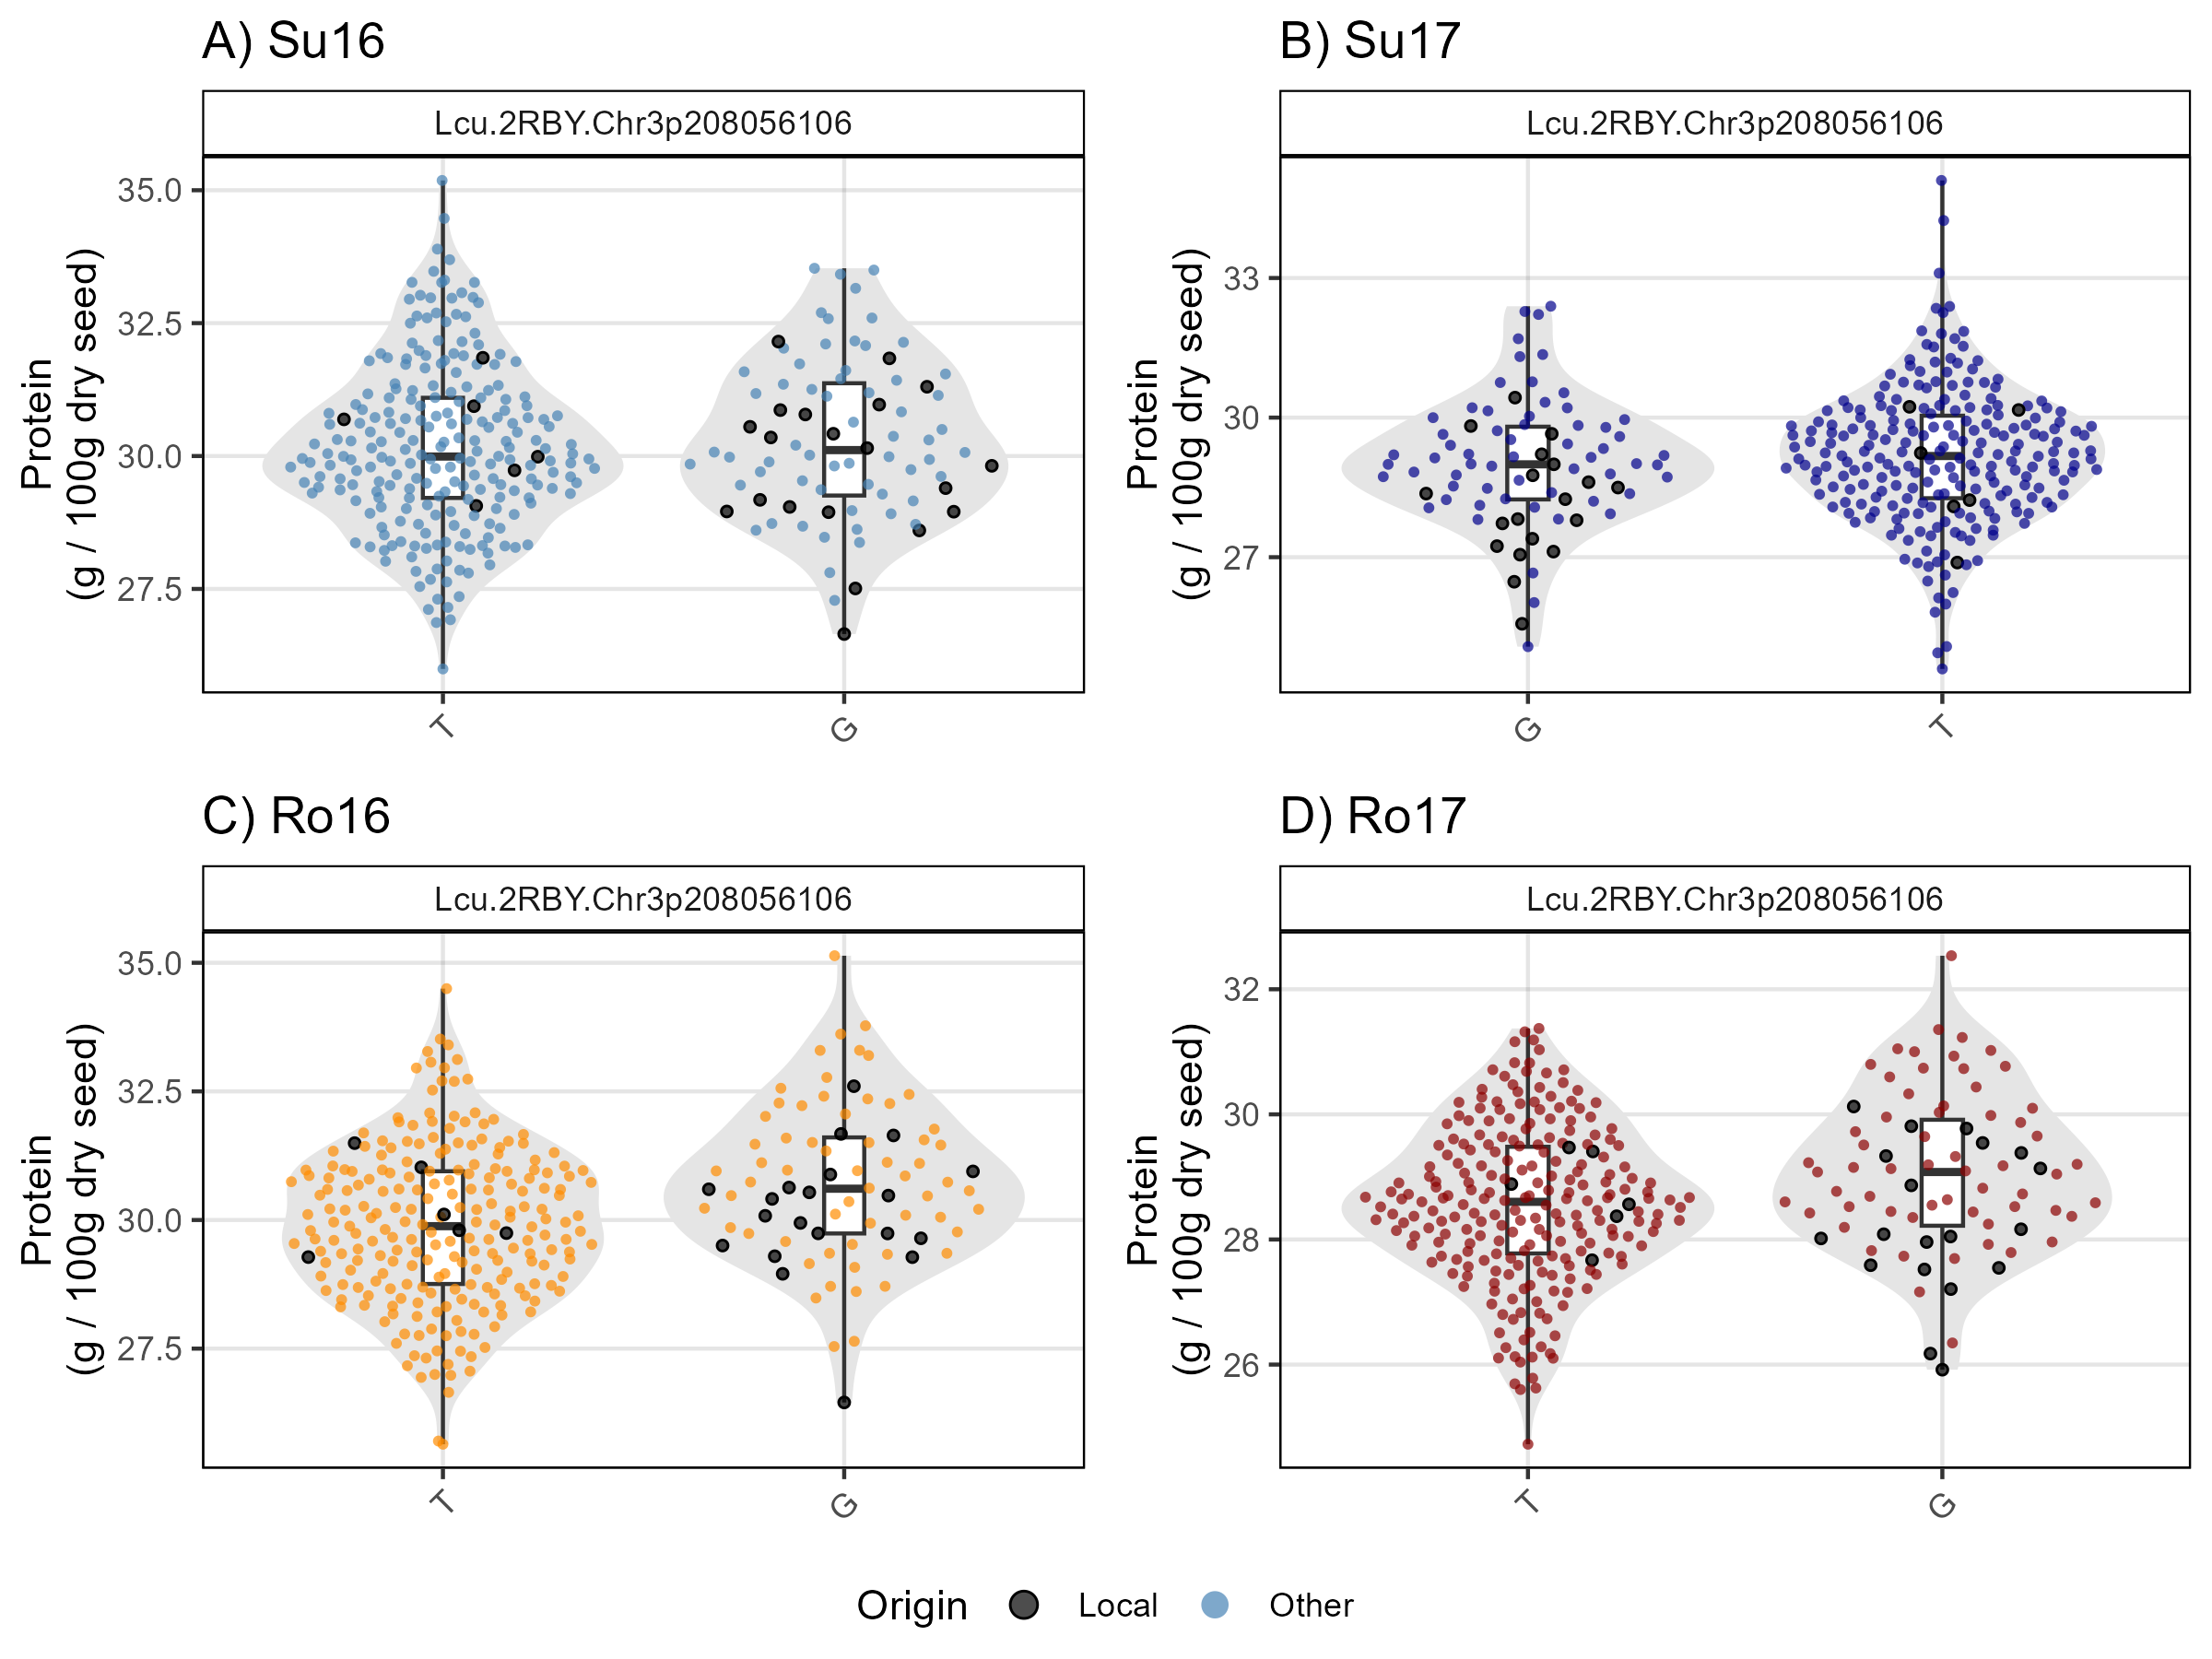 A) Su16
Lcu.2RBY.Chr3p208056106
Protein
(g / 100g dry seed)
35.0
32.5
30.0
27.5
T
G
B) Su17
Lcu.2RBY.Chr3p208056106
Protein
(g / 100g dry seed)
33
30
27
G
T
C) Ro16
Lcu.2RBY.Chr3p208056106
Protein
(g / 100g dry seed)
35.0
32.5
30.0
27.5
T
G
D) Ro17
Lcu.2RBY.Chr3p208056106
Protein
(g / 100g dry seed)
32
30
28
26
T
G
Origin Local Other